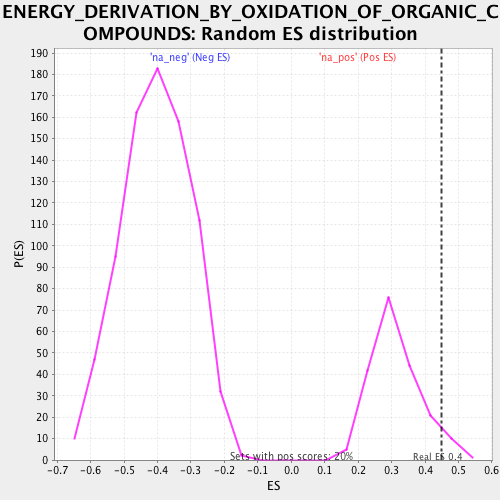 ENERGY_DERIVATION_BY_OXIDATION_OF_ORGANIC_C
OMPOUNDS: Random ES distribution
'na_neg' (Neg ES) 'na_pos' (Pos ES)
190
180
170
160
150
140
130
120
110
100
90
80
70
60
50
40
30
20
10
0
P(ES)
Sets with pos scores: 20%
Real ES 0.4
-0.7 -0.6 -0.5 -0.4 -0.3 -0.2 -0.1 0.0 0.1 0.2 0.3 0.4 0.5 0.6
ES